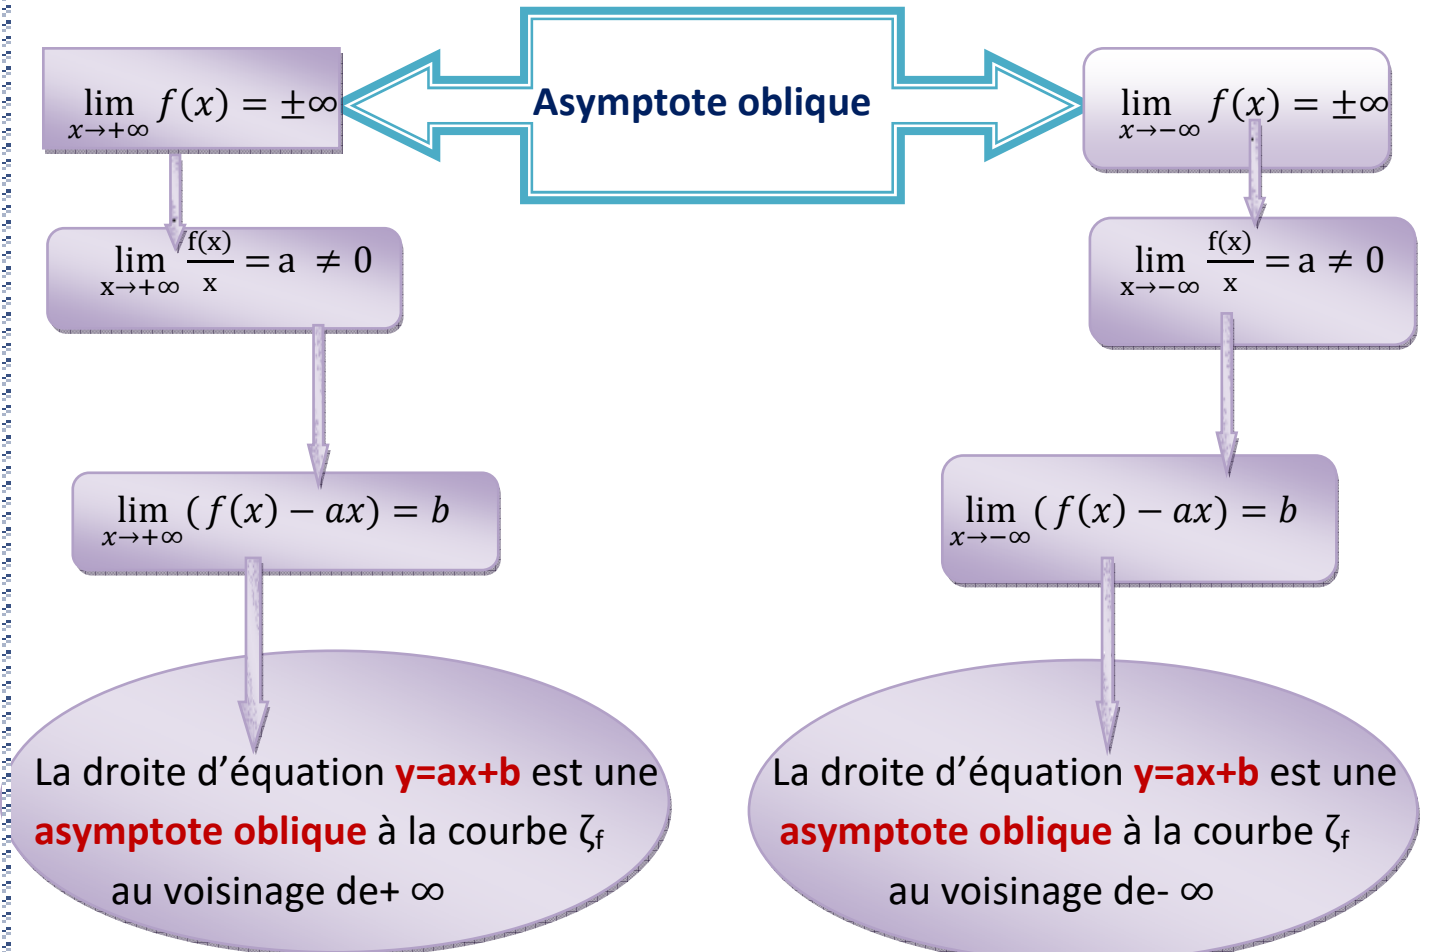 Asymptote oblique
lim f(x) = ±∞
x→+∞
lim f(x)/x = a ≠ 0
x→+∞
lim (f(x) − ax) = b
x→+∞
La droite d’équation y=ax+b est une
asymptote oblique à la courbe ζf
au voisinage de+ ∞
lim f(x) = ±∞
x→−∞
lim f(x)/x = a ≠ 0
x→−∞
lim (f(x) − ax) = b
x→−∞
La droite d’équation y=ax+b est une
asymptote oblique à la courbe ζf
au voisinage de- ∞